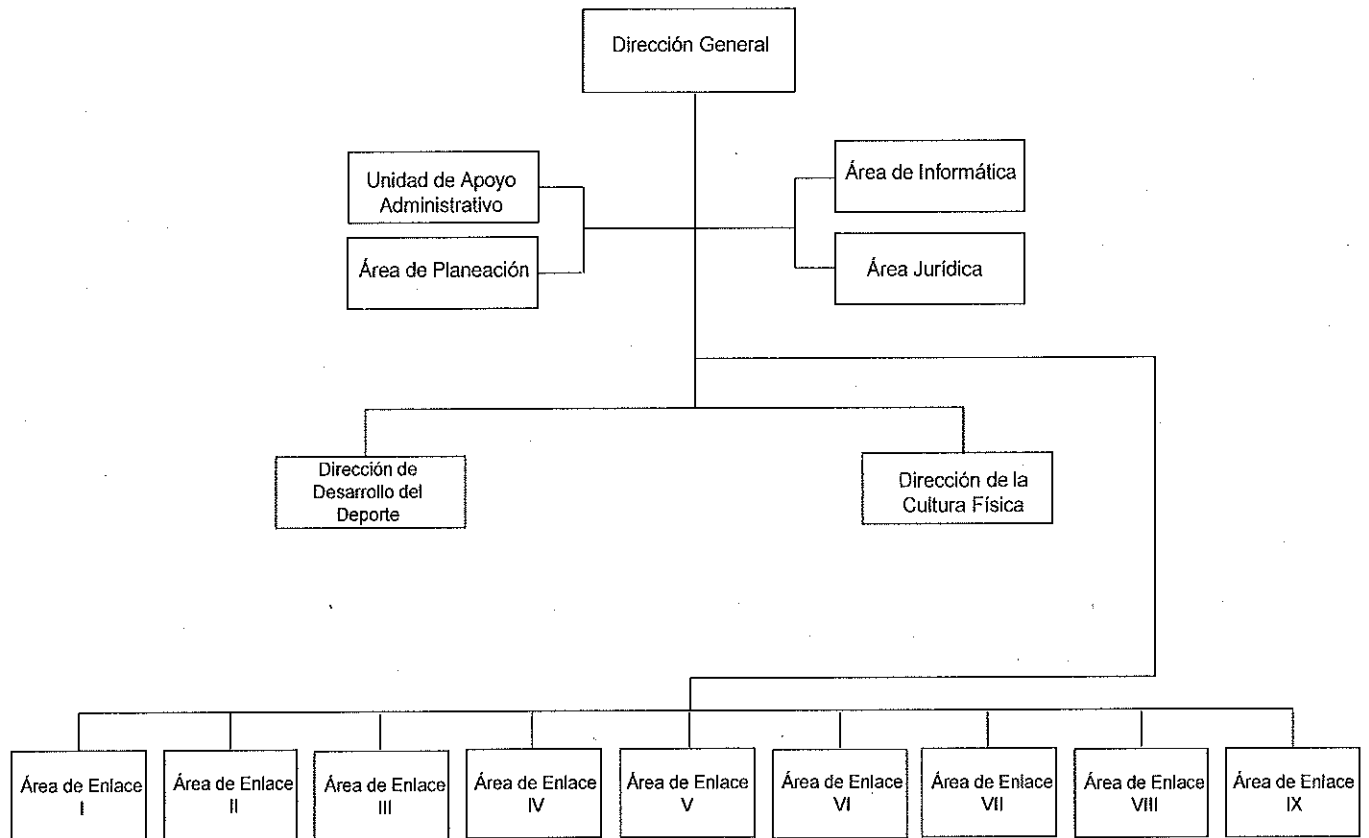 Dirección General
Unidad de Apoyo
Administrativo
Área de Informática
Área de Planeación
Área Jurídica
Dirección de
Desarrollo del
Deporte
Dirección de la
Cultura Física
Área de Enlace
I
Área de Enlace
II
Área de Enlace
III
Área de Enlace
IV
Área de Enlace
V
Área de Enlace
VI
Área de Enlace
VII
Área de Enlace
VIII
Área de Enlace
IX